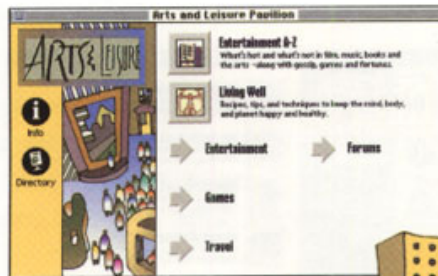 Arts and Leisure Pavilion
ARTS & LEISURE
Info
Directory
Entertainment A-Z
What's hot and what's not in film, music, books and
the arts -along with gossip, games and fortunes.
Living Well
Recipes, tips, and techniques to keep the mind, body,
and planet happy and healthy.
Entertainment
Forums
Games
Travel